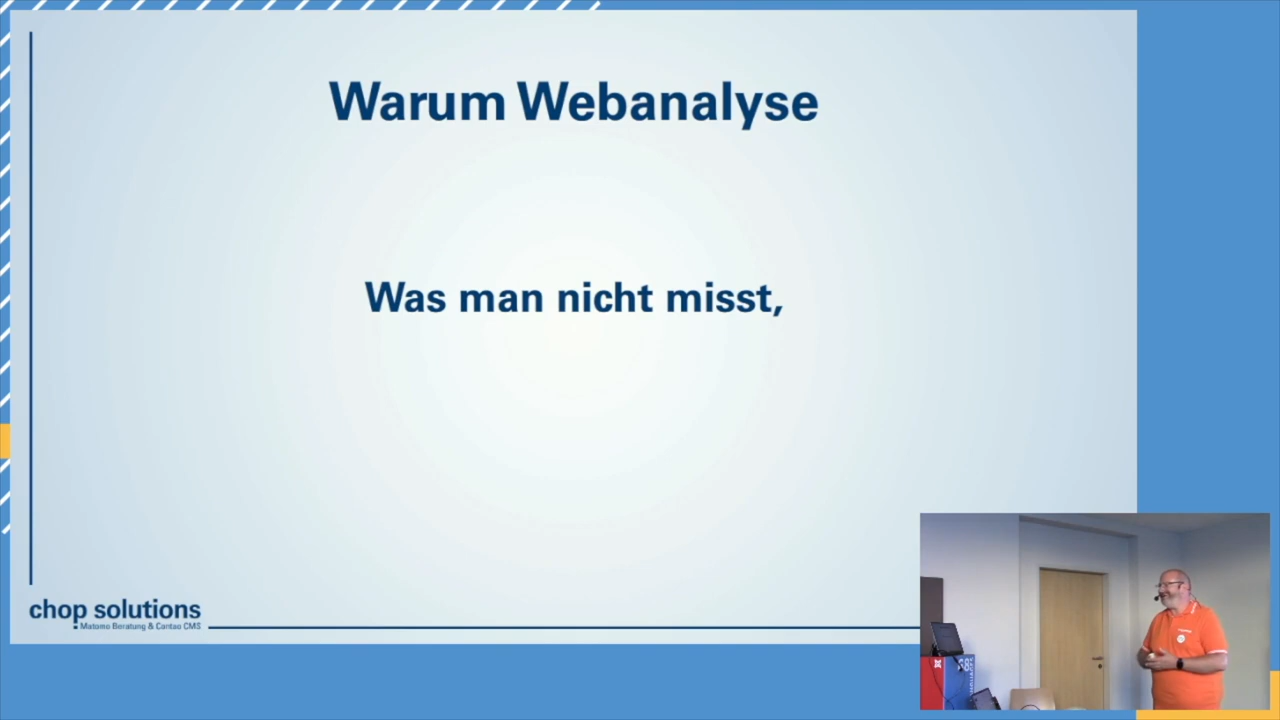 Warum Webanalyse
Was man nicht misst,
chop solutions
Matomo Beratung & Contao CMS